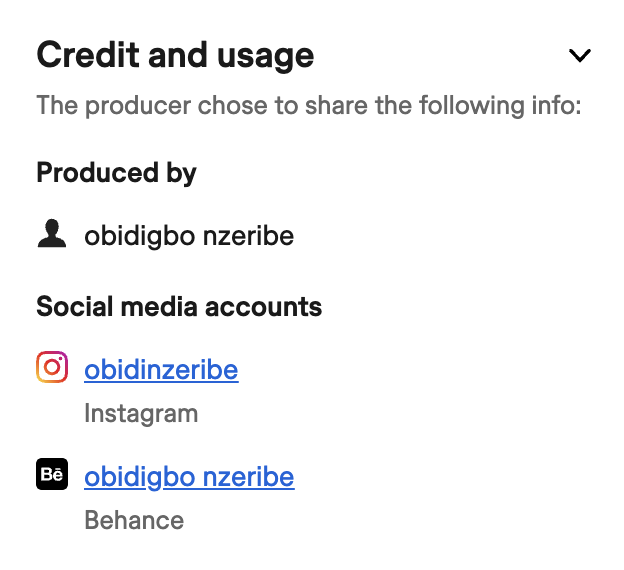 Credit and usage
The producer chose to share the following info:
Produced by
obidigbo nzeribe
Social media accounts
obidinzeribe
Instagram
Bē obidigbo nzeribe
Behance